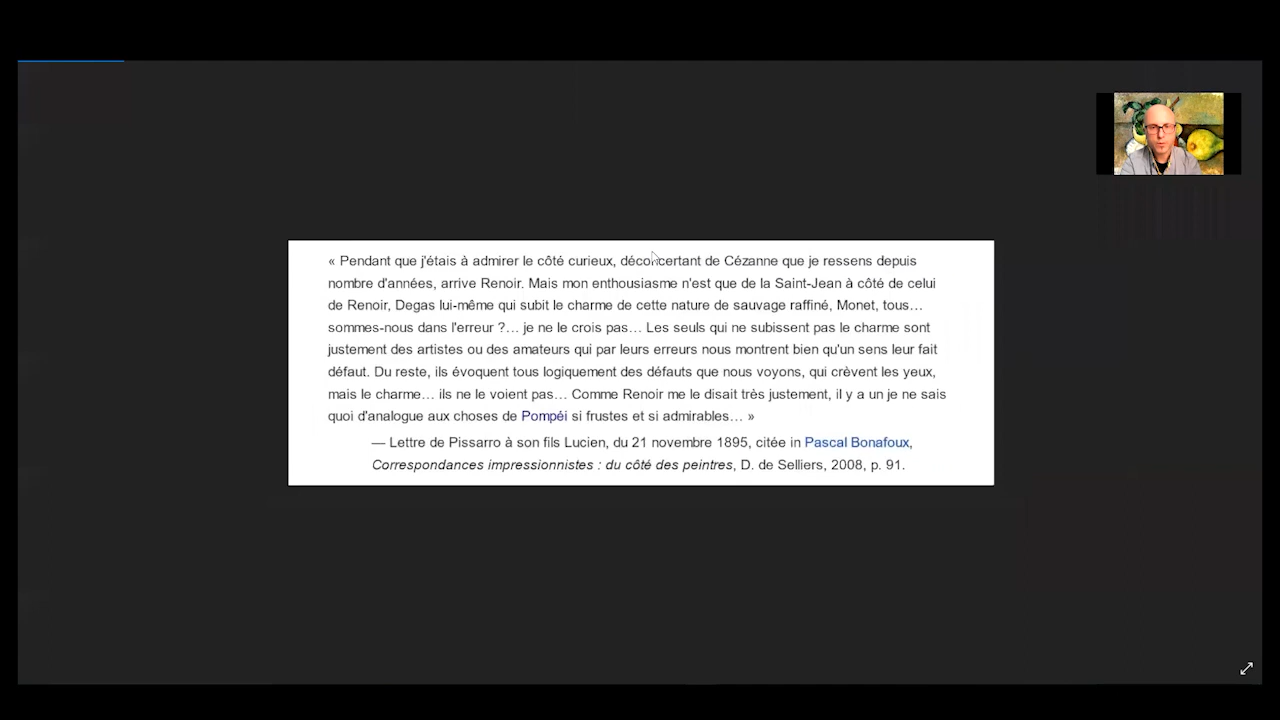 « Pendant que j'étais à admirer le côté curieux, déconcertant de Cézanne que je ressens depuis
nombre d'années, arrive Renoir. Mais mon enthousiasme n'est que de la Saint-Jean à côté de celui
de Renoir, Degas lui-même qui subit le charme de cette nature de sauvage raffiné, Monet, tous…
sommes-nous dans l'erreur ?… je ne le crois pas… Les seuls qui ne subissent pas le charme sont
justement des artistes ou des amateurs qui par leurs erreurs nous montrent bien qu'un sens leur fait
défaut. Du reste, ils évoquent tous logiquement des défauts que nous voyons, qui crèvent les yeux,
mais le charme… ils ne le voient pas… Comme Renoir me le disait très justement, il y a un je ne sais
quoi d'analogue aux choses de Pompéi si frustes et si admirables… »
— Lettre de Pissarro à son fils Lucien, du 21 novembre 1895, citée in Pascal Bonafoux,
Correspondances impressionnistes : du côté des peintres, D. de Selliers, 2008, p. 91.